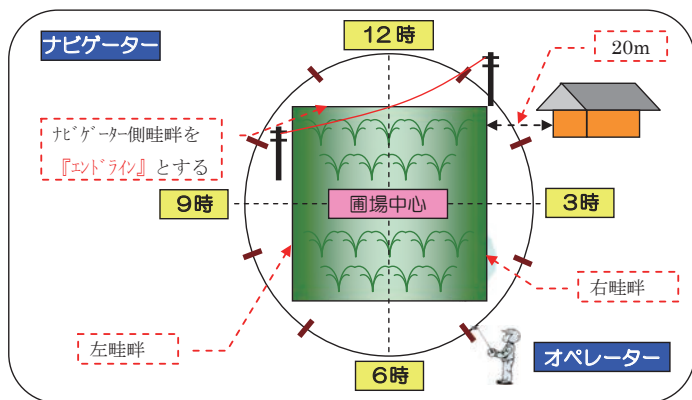 ナビゲーター
12時
20m
ﾅﾋﾞｹﾞｰﾀｰ側畦畔を
『ｴﾝﾄﾞﾗｲﾝ』とする
9時
圃場中心
3時
左畦畔
右畦畔
6時
オペレーター